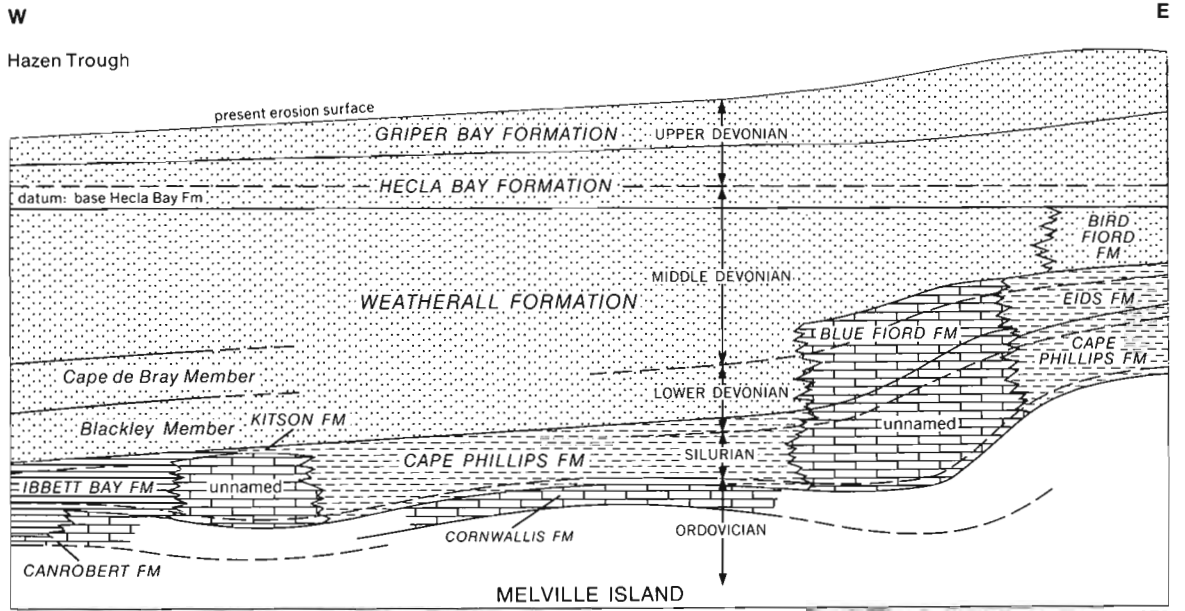 W
E
Hazen Trough
present erosion surface
GRIPER BAY FORMATION
UPPER DEVONIAN
HECLA BAY FORMATION
datum: base Hecla Bay Fm
BIRD
FIORD
FM
MIDDLE DEVONIAN
WEATHERALL FORMATION
EIDS FM
BLUE FIORD FM
CAPE
PHILLIPS FM
Cape de Bray Member
LOWER DEVONIAN
KITSON FM
Blackley Member
unnamed
CAPE PHILLIPS FM
SILURIAN
IBBETT BAY FM
unnamed
CORNWALLIS FM
ORDOVICIAN
CANROBERT FM
MELVILLE ISLAND